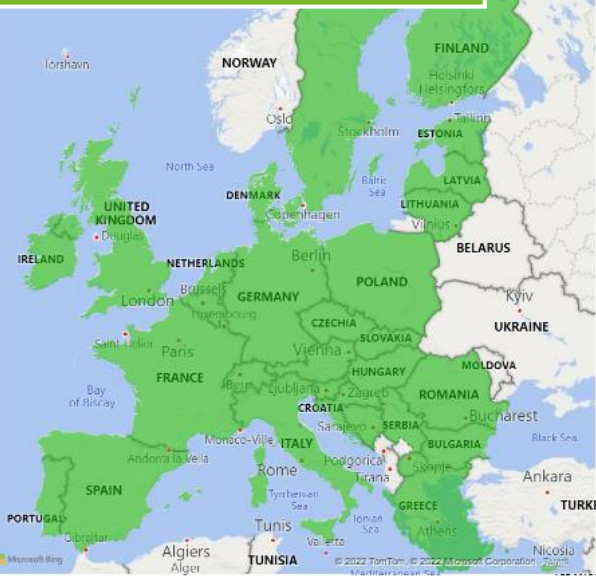 FINLAND
Tórshavn
NORWAY
Helsinki
Helsingfors
Oslo
Stockholm
Tallinn
ESTONIA
North Sea
Baltic
Sea
LATVIA
DENMARK
LITHUANIA
UNITED
KINGDOM
Copenhagen
Vilnius
Douglas
BELARUS
IRELAND
NETHERLANDS
Berlin
Brussels
POLAND
London
GERMANY
Kyiv
Luxembourg
CZECHIA
UKRAINE
Saint Helier
SLOVAKIA
Paris
Vienna
MOLDOVA
HUNGARY
FRANCE
Bern
Ljubljana
Zagreb
ROMANIA
Bay
of Biscay
CROATIA
Bucharest
Sarajevo
SERBIA
Monaco-Ville
ITALY
BULGARIA
Black Sea
Andorra la Vella
Podgorica
Skopje
Rome
Tirana
Ankara
SPAIN
Tyrrhenian
Sea
GREECE
TURKE
PORTUGAL
Ionian
Sea
Athens
Gibraltar
Tunis
Valletta
Algiers
Alger
TUNISIA
Nicosia
Microsoft Bing
© 2022 TomTom, © 2022 Microsoft Corporation Terms
Mediterranean Sea